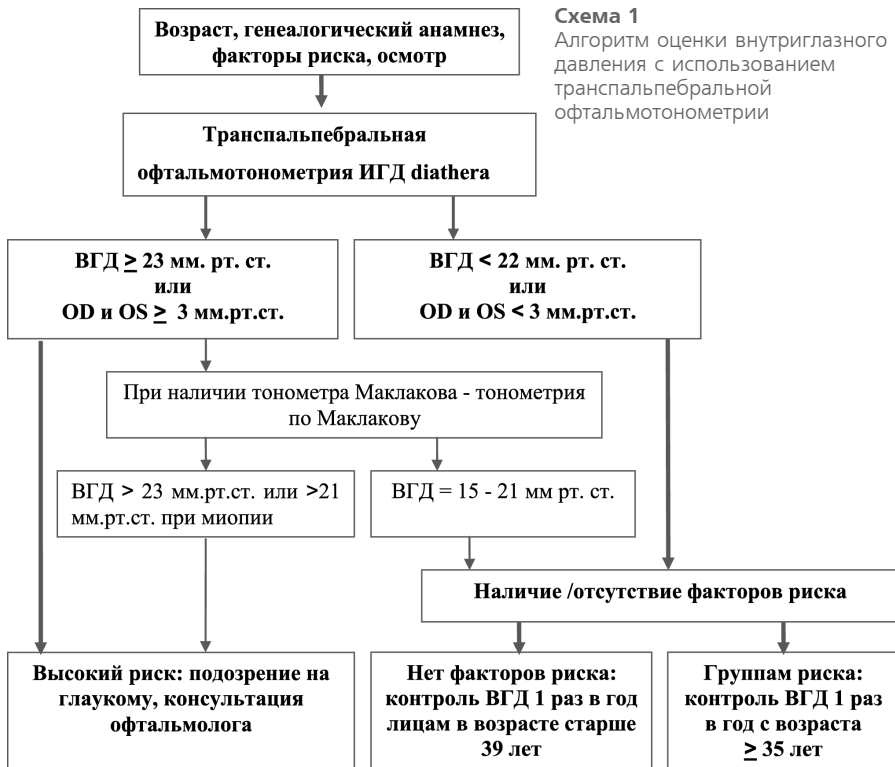 Возраст, генеалогический анамнез,
факторы риска, осмотр
Схема 1
Алгоритм оценки внутриглазного
давления с использованием
транспальпебральной
офтальмотонометрии
Транспальпебральная
офтальмотонометрия ИГД diathera
ВГД ≥ 23 мм. рт. ст.
или
OD и OS ≥ 3 мм.рт.ст.
ВГД < 22 мм. рт. ст.
или
OD и OS < 3 мм.рт.ст.
При наличии тонометра Маклакова - тонометрия
по Маклакову
ВГД > 23 мм.рт.ст. или >21
мм.рт.ст. при миопии
ВГД = 15 - 21 мм рт. ст.
Наличие /отсутствие факторов риска
Высокий риск: подозрение на
глаукому, консультация
офтальмолога
Нет факторов риска:
контроль ВГД 1 раз в год
лицам в возрасте старше
39 лет
Группам риска:
контроль ВГД 1 раз
в год с возраста
≥ 35 лет